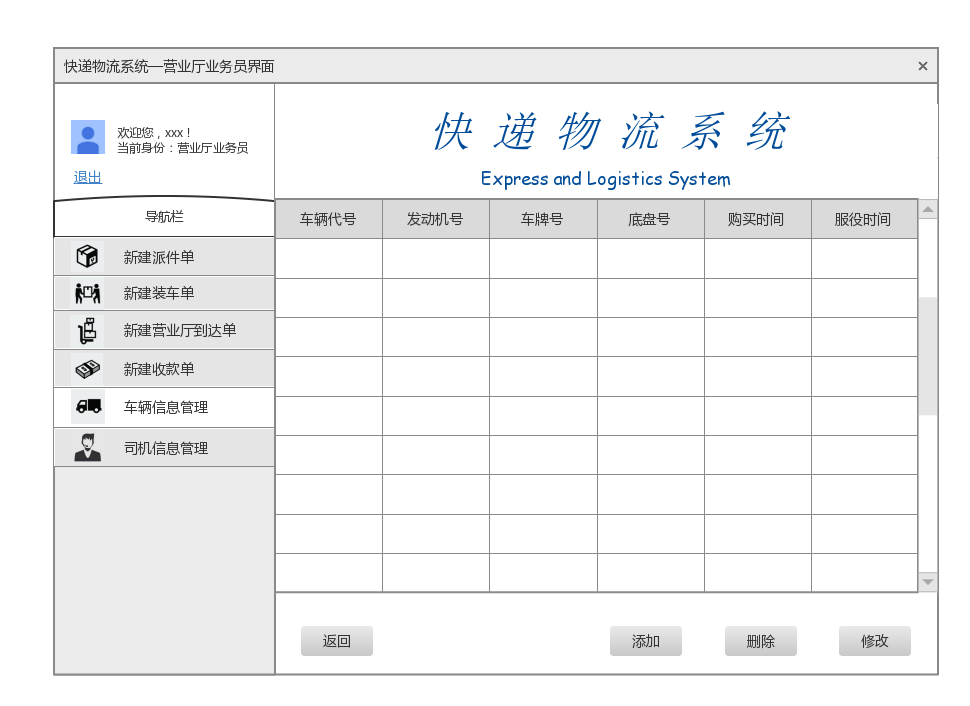 快递物流系统—营业厅业务员界面
×
欢迎您，xxx！
当前身份：营业厅业务员
退出
快递物流系统
Express and Logistics System
导航栏
新建派件单
新建装车单
新建营业厅到达单
新建收款单
车辆信息管理
司机信息管理
车辆代号 发动机号 车牌号 底盘号 购买时间 服役时间
返回 添加 删除 修改